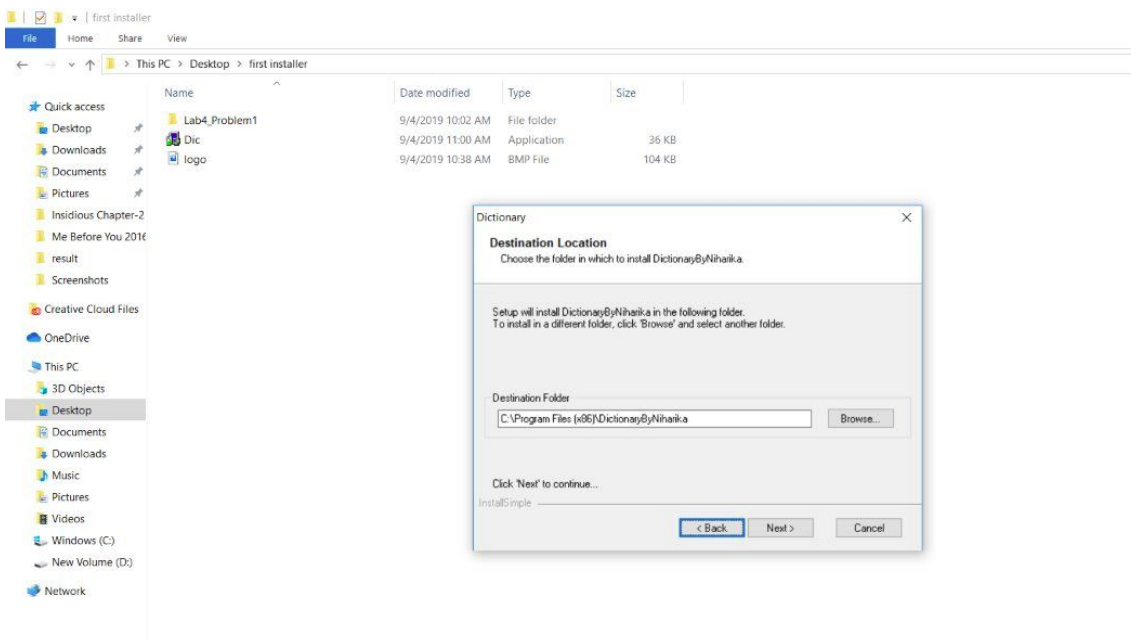 first installer
File Home Share View
This PC > Desktop > first installer
Name Date modified Type Size
Quick access
Desktop
Downloads
Documents
Pictures
Insidious Chapter-2
Me Before You 2016
result
Screenshots
Creative Cloud Files
OneDrive
This PC
3D Objects
Desktop
Documents
Downloads
Music
Pictures
Videos
Windows (C:)
New Volume (D:)
Network
Lab4_Problem1 9/4/2019 10:02 AM File folder
Dic 9/4/2019 11:00 AM Application 36 KB
logo 9/4/2019 10:38 AM BMP File 104 KB
Dictionary
Destination Location
Choose the folder in which to install DictionaryByNiharika.
Setup will install DictionaryByNiharika in the following folder.
To install in a different folder, click 'Browse' and select another folder.
Destination Folder
C:\Program Files (x86)\DictionaryByNiharika
Browse...
Click 'Next' to continue...
InstallSimple
< Back Next > Cancel